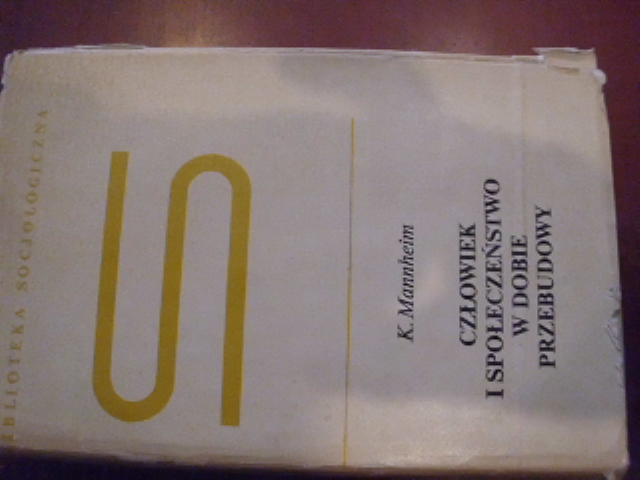 BIBLIOTEKA SOCJOLOGICZNA
S
K. Mannheim
CZŁOWIEK
I SPOŁECZEŃSTWO
W DOBIE
PRZEBUDOWY